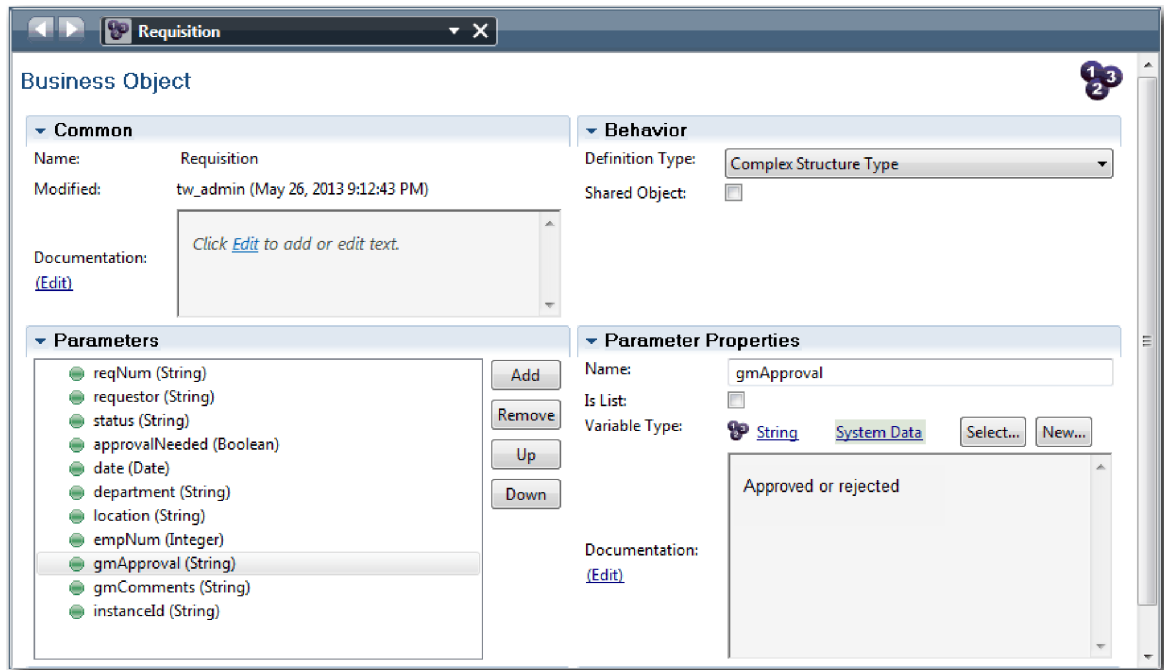 Requisition
Business Object
1 2 3
Common
Name: Requisition
Modified: tw_admin (May 26, 2013 9:12:43 PM)
Documentation:
(Edit)
Click Edit to add or edit text.
Behavior
Definition Type: Complex Structure Type
Shared Object:
Parameters
reqNum (String)
requestor (String)
status (String)
approvalNeeded (Boolean)
date (Date)
department (String)
location (String)
empNum (Integer)
gmApproval (String)
gmComments (String)
instanceId (String)
Add
Remove
Up
Down
Parameter Properties
Name: gmApproval
Is List:
Variable Type: String System Data Select... New...
Documentation:
(Edit)
Approved or rejected